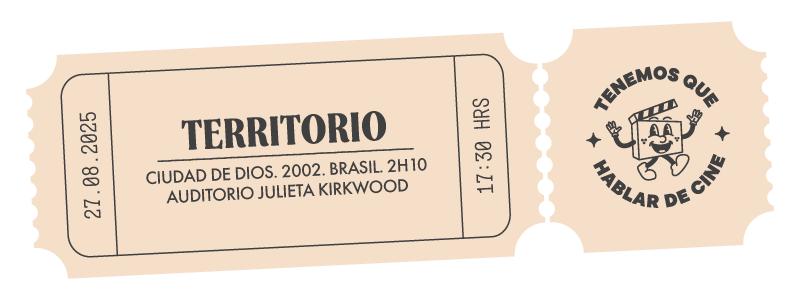 27.08.2025
TERRITORIO
CIUDAD DE DIOS. 2002. BRASIL. 2H10
AUDITORIO JULIETA KIRKWOOD
17:30 HRS
TENEMOS QUE
HABLAR DE CINE